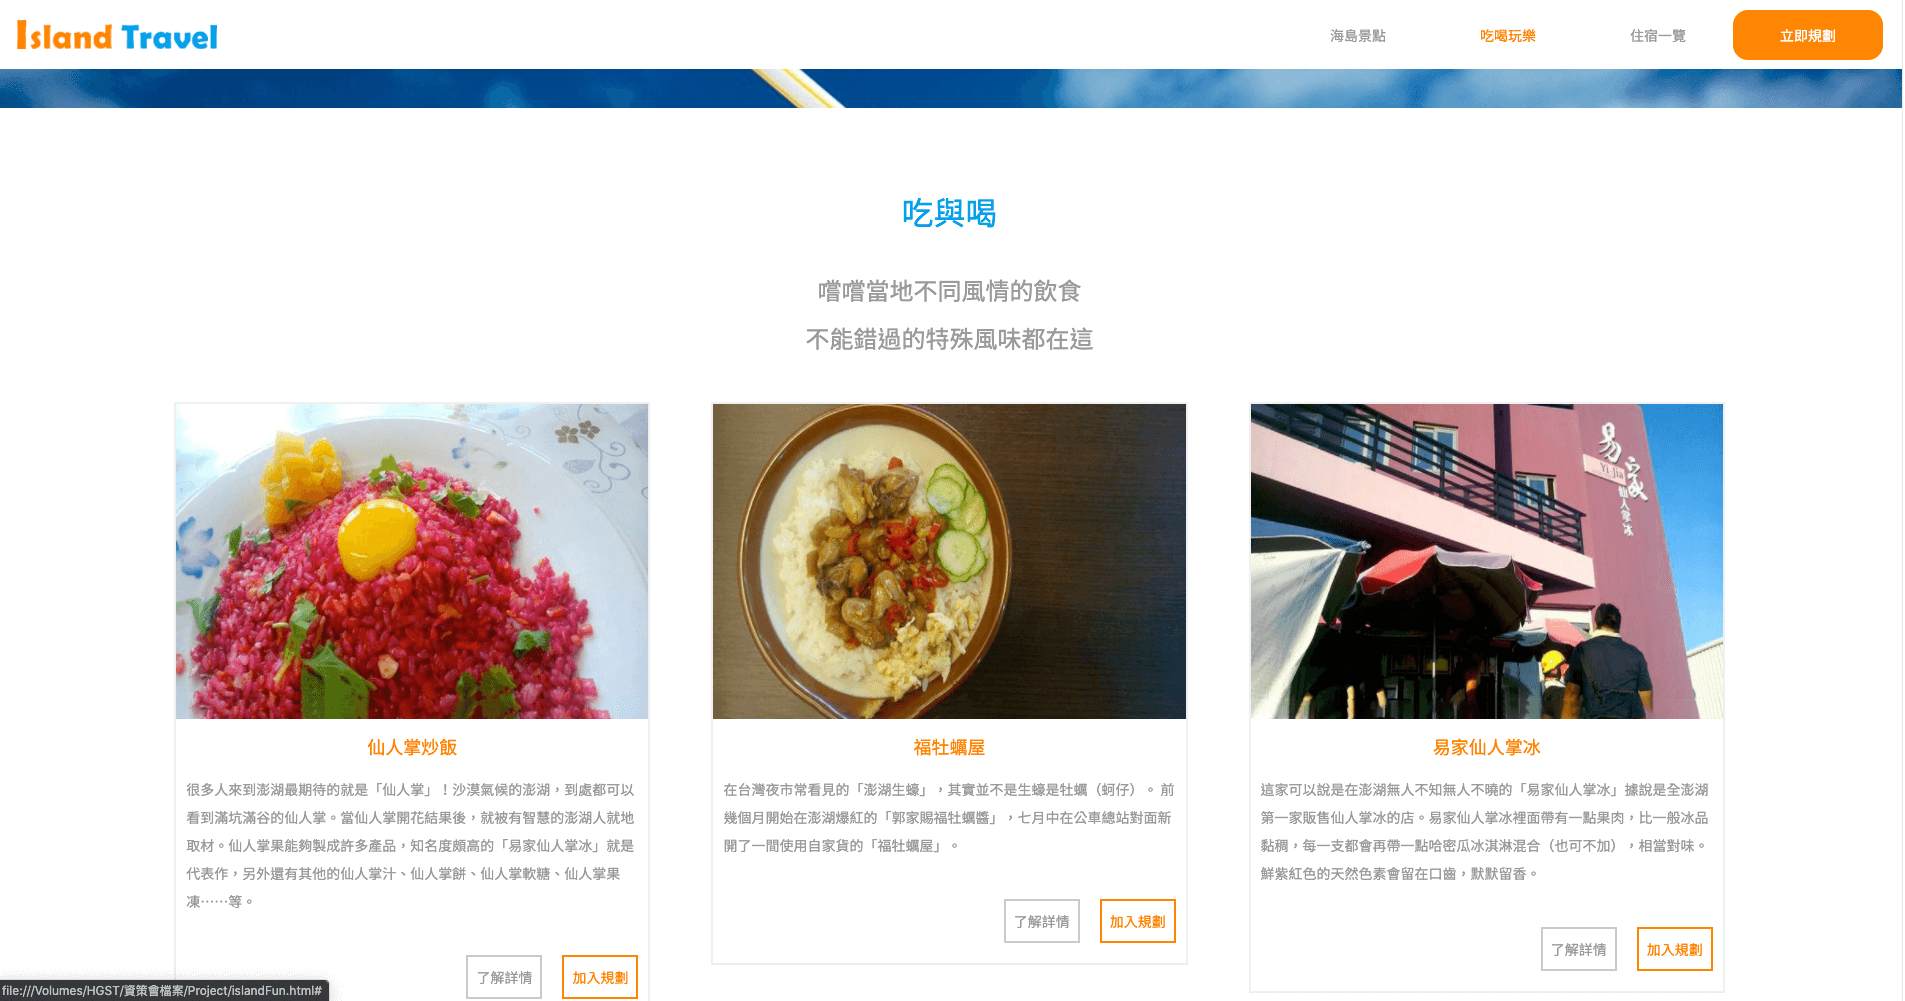 Island Travel
海島景點
吃喝玩樂
住宿一覽
立即規劃
吃與喝
嚐嚐當地不同風情的飲食
不能錯過的特殊風味都在這
易家
Yi Jia
仙人掌冰
仙人掌炒飯
很多人來到澎湖最期待的就是「仙人掌」！沙漠氣候的澎湖，到處都可以
看到滿坑滿谷的仙人掌。當仙人掌開花結果後，就被有智慧的澎湖人就地
取材。仙人掌果能夠製成許多產品，知名度頗高的「易家仙人掌冰」就是
代表作，另外還有其他的仙人掌汁、仙人掌餅、仙人掌軟糖、仙人掌果
凍⋯⋯等。
了解詳情
加入規劃
福牡蠣屋
在台灣夜市常看見的「澎湖生蠔」，其實並不是生蠔是牡蠣（蚵仔）。 前
幾個月開始在澎湖爆紅的「郭家賜福牡蠣醬」，七月中在公車總站對面新
開了一間使用自家貨的「福牡蠣屋」。
了解詳情
加入規劃
易家仙人掌冰
這家可以說是在澎湖無人不知無人不曉的「易家仙人掌冰」據說是全澎湖
第一家販售仙人掌冰的店。易家仙人掌冰裡面帶有一點果肉，比一般冰品
黏稠，每一支都會再帶一點哈密瓜冰淇淋混合（也可不加），相當對味。
鮮紫紅色的天然色素會留在口齒，默默留香。
了解詳情
加入規劃
file:///Volumes/HGST/資策會檔案/Project/islandFun.html#